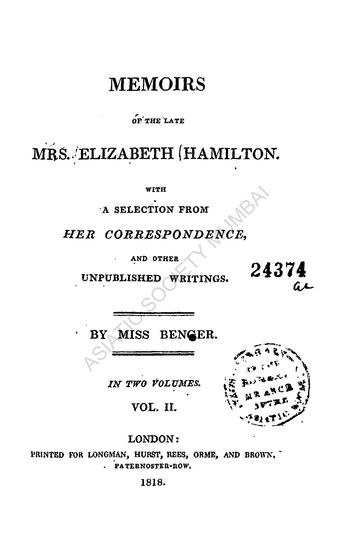 MEMOIRS
OF THE LATE
MRS. ELIZABETH HAMILTON.
WITH
A SELECTION FROM
HER CORRESPONDENCE,
AND OTHER
UNPUBLISHED WRITINGS.
24374
BY MISS BENGER.
IN TWO VOLUMES.
VOL. II.
LONDON:
PRINTED FOR LONGMAN, HURST, REES, ORME, AND BROWN,
PATERNOSTER-ROW.
1818.
ASIATIC SOCIETY MUMBAI